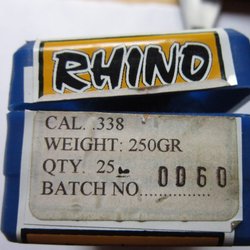 RHINO
CAL. .338
WEIGHT: 250GR
QTY. 25
BATCH NO............... 0060